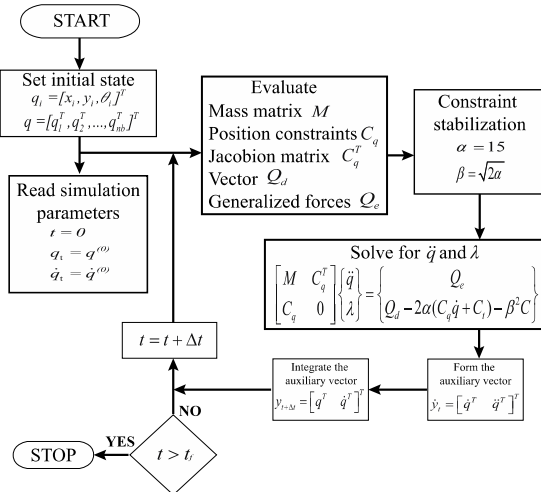 START
Set initial state
q_i = [x_i, y_i, θ_i]^T
q = [q_1^T, q_2^T, ..., q_nb^T]^T
Read simulation
parameters
t = 0
q_t = q^(0)
q̇_t = q̇^(0)
Evaluate
Mass matrix M
Position constraints C_q
Jacobion matrix C_q^T
Vector Q_d
Generalized forces Q_e
Constraint
stabilization
α = 15
β = √2α
Solve for q̈ and λ
[M C_q^T; C_q 0] {q̈; λ} = {Q_e; Q_d − 2α(C_q q̇ + C_t) − β²C}
Form the
auxiliary vector
ẏ_t = [q̇^T q̈^T]^T
Integrate the
auxiliary vector
y_t+Δt = [q^T q̇^T]^T
t = t + Δt
NO
t > t_f
YES
STOP